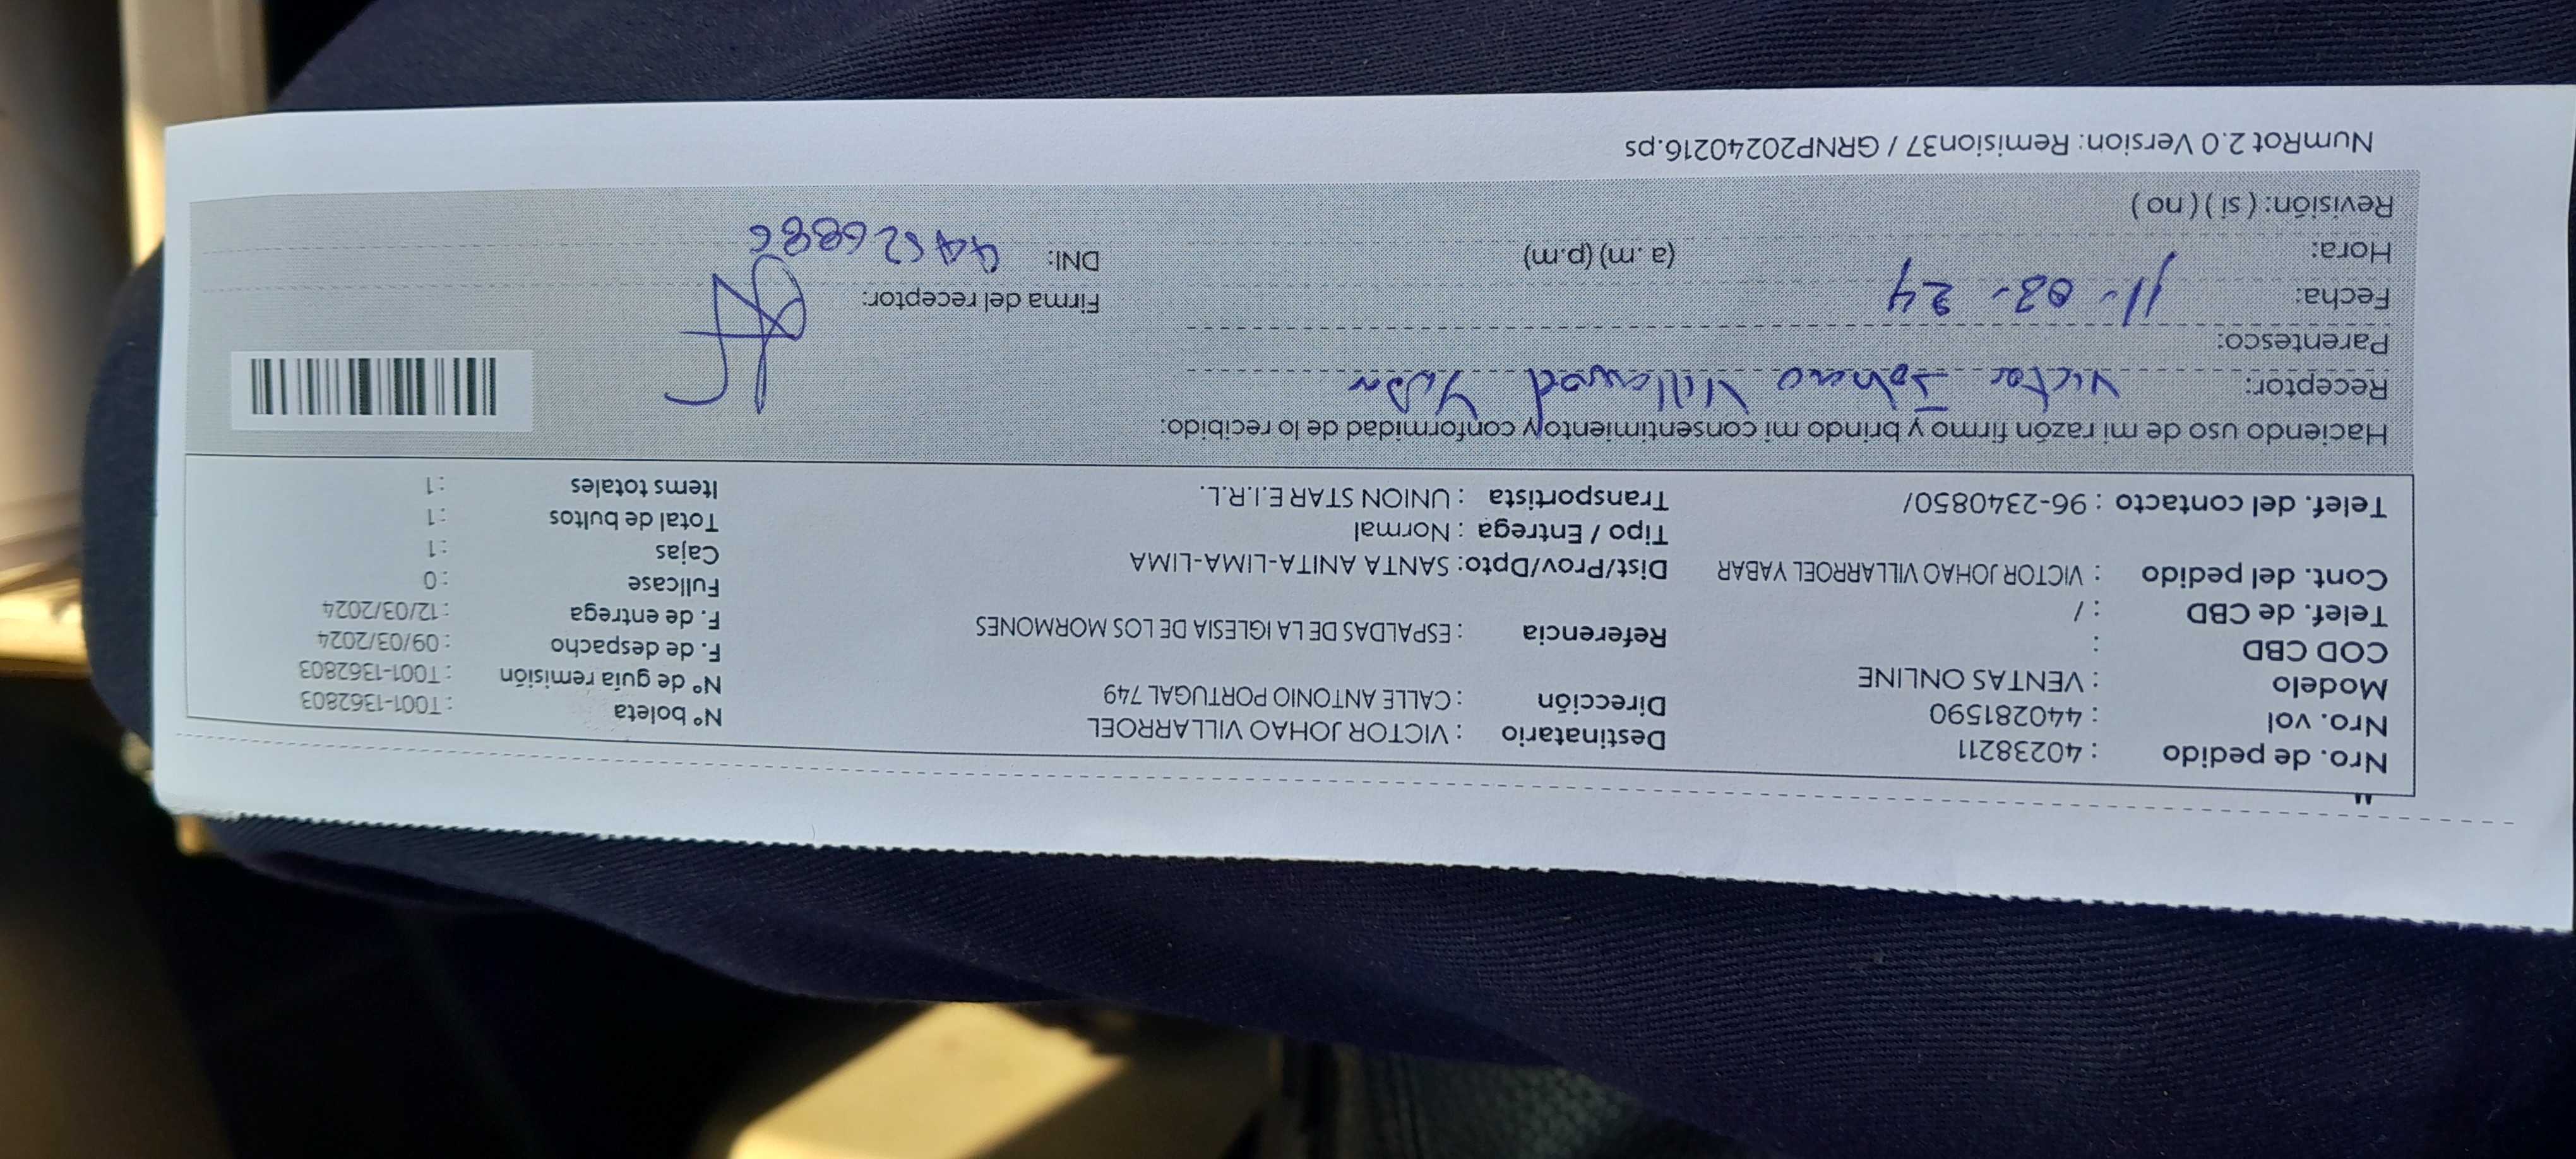 Nro. de pedido : 40238211
Nro. vol : 440281590
Modelo : VENTAS ONLINE
COD CBD :
Telef. de CBD : /
Cont. del pedido : VICTOR JOHAO VILLARROEL YABAR
Telef. del contacto : 96-2340850/
Destinatario : VICTOR JOHAO VILLARROEL
Dirección : CALLE ANTONIO PORTUGAL 749
Referencia : ESPALDAS DE LA IGLESIA DE LOS MORMONES
Dist/Prov/Dpto: SANTA ANITA-LIMA-LIMA
Tipo / Entrega : Normal
Transportista : UNION STAR E.I.R.L.
N° boleta : T001-1362803
N° de guía remisión : T001-1362803
F. de despacho : 09/03/2024
F. de entrega : 12/03/2024
Fullcase : 0
Cajas : 1
Total de bultos : 1
Items totales : 1
Haciendo uso de mi razón firmo y brindo mi consentimiento y conformidad de lo recibido:
Receptor: Victor Johao Villarroel Yabar
Parentesco:
Fecha: 11-03-24
Hora: (a.m) (p.m)
Revisión: ( si ) ( no )
Firma del receptor:
DNI: 44526886
NumRot 2.0 Version: Remision37 / GRNP20240216.ps